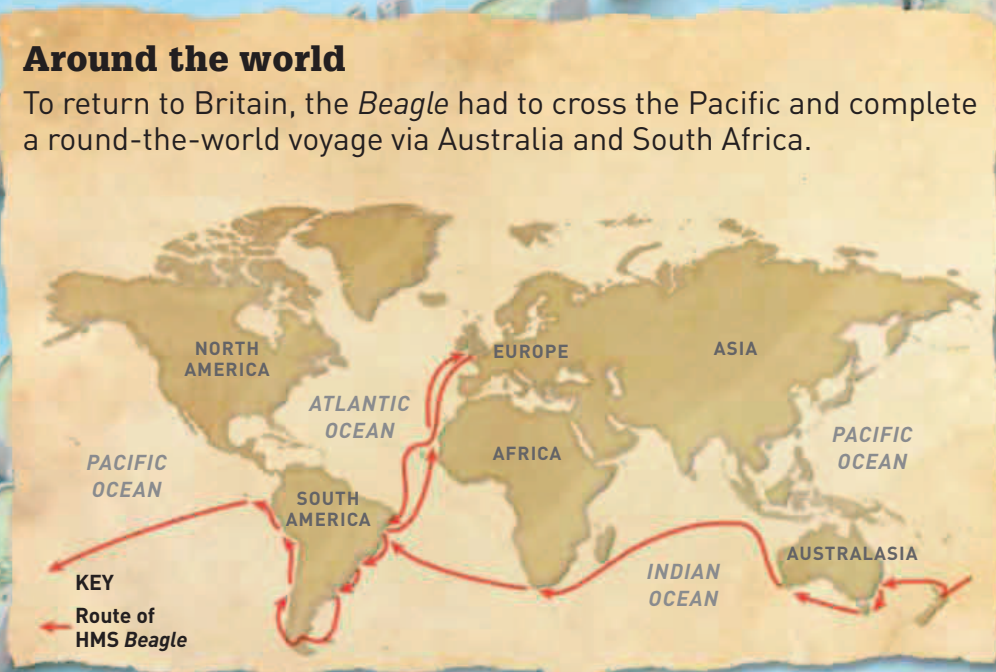 Around the world
To return to Britain, the Beagle had to cross the Pacific and complete
a round-the-world voyage via Australia and South Africa.
NORTH
AMERICA
EUROPE
ASIA
ATLANTIC
OCEAN
AFRICA
PACIFIC
OCEAN
PACIFIC
OCEAN
SOUTH
AMERICA
AUSTRALASIA
INDIAN
OCEAN
KEY
Route of
HMS Beagle